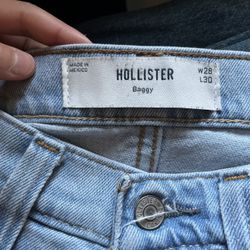 MADE IN
MEXICO
HOLLISTER
Baggy
W28
L30